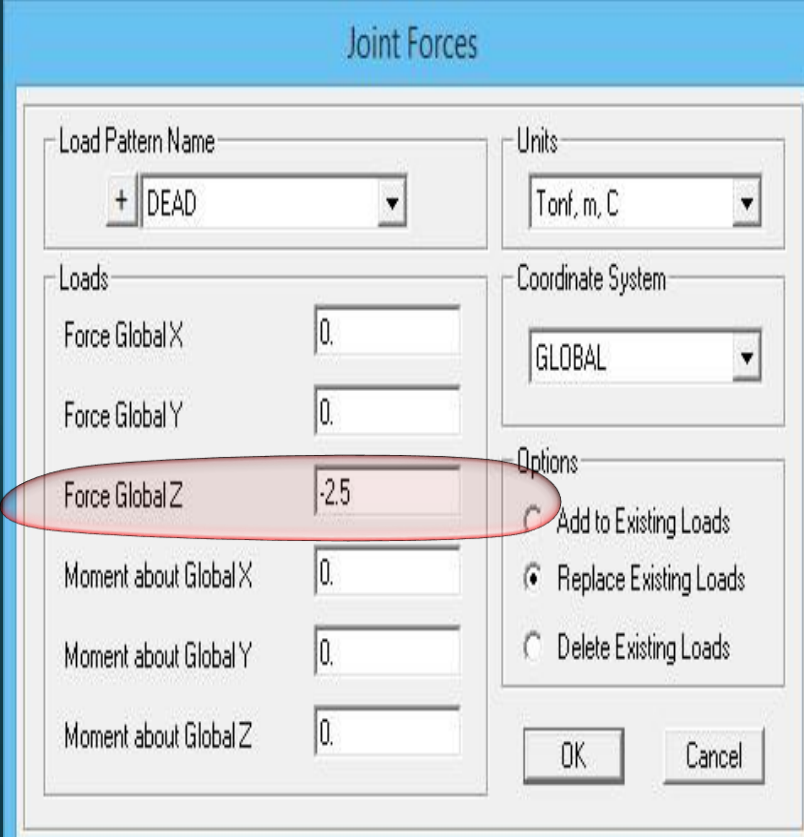 Joint Forces
Load Pattern Name
+ DEAD
Units
Tonf, m, C
Loads
Force Global X 0.
Force Global Y 0.
Force Global Z -2.5
Moment about Global X 0.
Moment about Global Y 0.
Moment about Global Z 0.
Coordinate System
GLOBAL
Options
Add to Existing Loads
Replace Existing Loads
Delete Existing Loads
OK Cancel